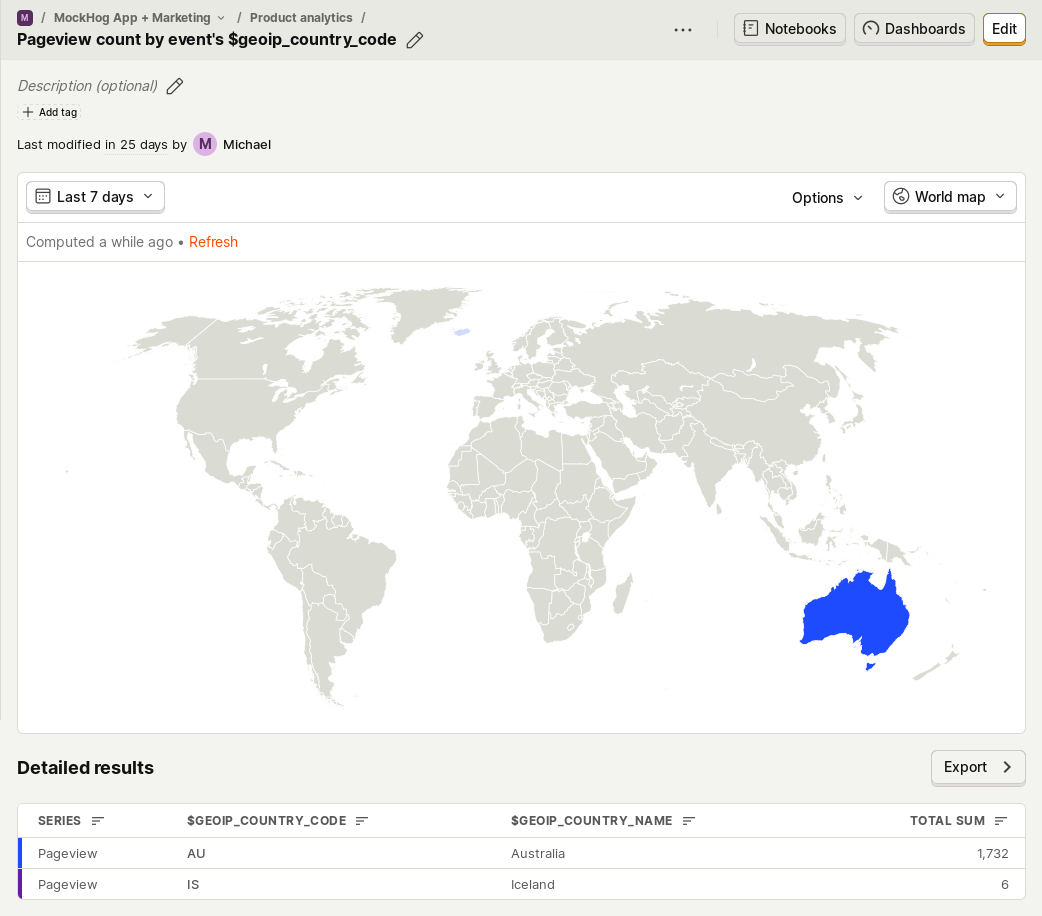 M / MockHog App + Marketing / Product analytics /
Pageview count by event's $geoip_country_code
Notebooks
Dashboards
Edit
Description (optional)
Add tag
Last modified in 25 days by M Michael
Last 7 days
Options
World map
Computed a while ago • Refresh
Detailed results
Export
SERIES $GEOIP_COUNTRY_CODE $GEOIP_COUNTRY_NAME TOTAL SUM
Pageview AU Australia 1,732
Pageview IS Iceland 6